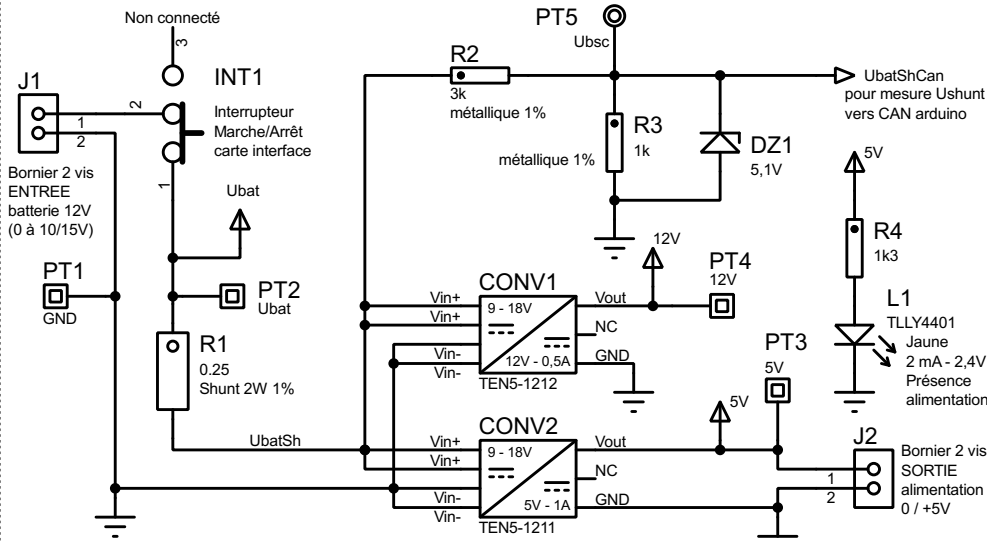 Non connecté
3
INT1
Interrupteur
Marche/Arrêt
carte interface
J1
1
2
2
1
Bornier 2 vis
ENTREE
batterie 12V
(0 à 10/15V)
PT1
GND
Ubat
PT2
Ubat
R1
0.25
Shunt 2W 1%
UbatSh
PT5
Ubsc
R2
3k
métallique 1%
R3
1k
métallique 1%
DZ1
5,1V
UbatShCan
pour mesure Ushunt
vers CAN arduino
CONV1
Vin+
Vin+
Vin-
Vin-
9 - 18V
12V - 0,5A
TEN5-1212
Vout
NC
GND
12V
PT4
12V
CONV2
Vin+
Vin+
Vin-
Vin-
9 - 18V
5V - 1A
TEN5-1211
Vout
NC
GND
5V
PT3
5V
5V
R4
1k3
L1
TLLY4401
Jaune
2 mA - 2,4V
Présence
alimentation
J2
1
2
Bornier 2 vis
SORTIE
alimentation
0 / +5V